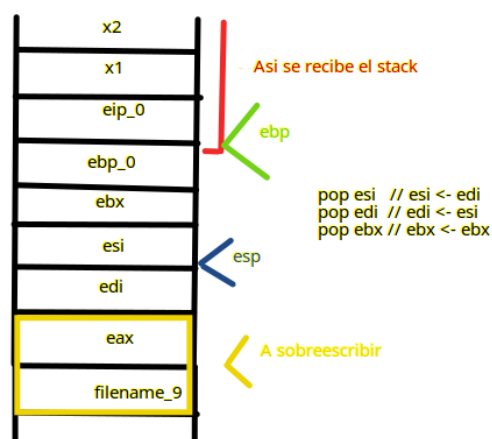 x2
x1
Asi se recibe el stack
eip_0
ebp
ebp_0
ebx
pop esi // esi <- edi
pop edi // edi <- esi
pop ebx // ebx <- ebx
esi
esp
edi
eax
A sobreescribir
filename_9